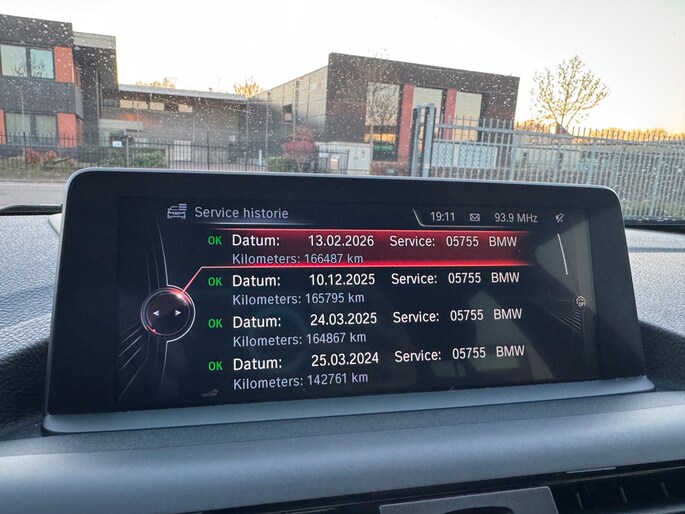 Service historie 19:11 93.9 MHz
OK Datum: 13.02.2026 Service: 05755 BMW
Kilometers: 166487 km
OK Datum: 10.12.2025 Service: 05755 BMW
Kilometers: 165795 km
OK Datum: 24.03.2025 Service: 05755 BMW
Kilometers: 164867 km
OK Datum: 25.03.2024 Service: 05755 BMW
Kilometers: 142761 km